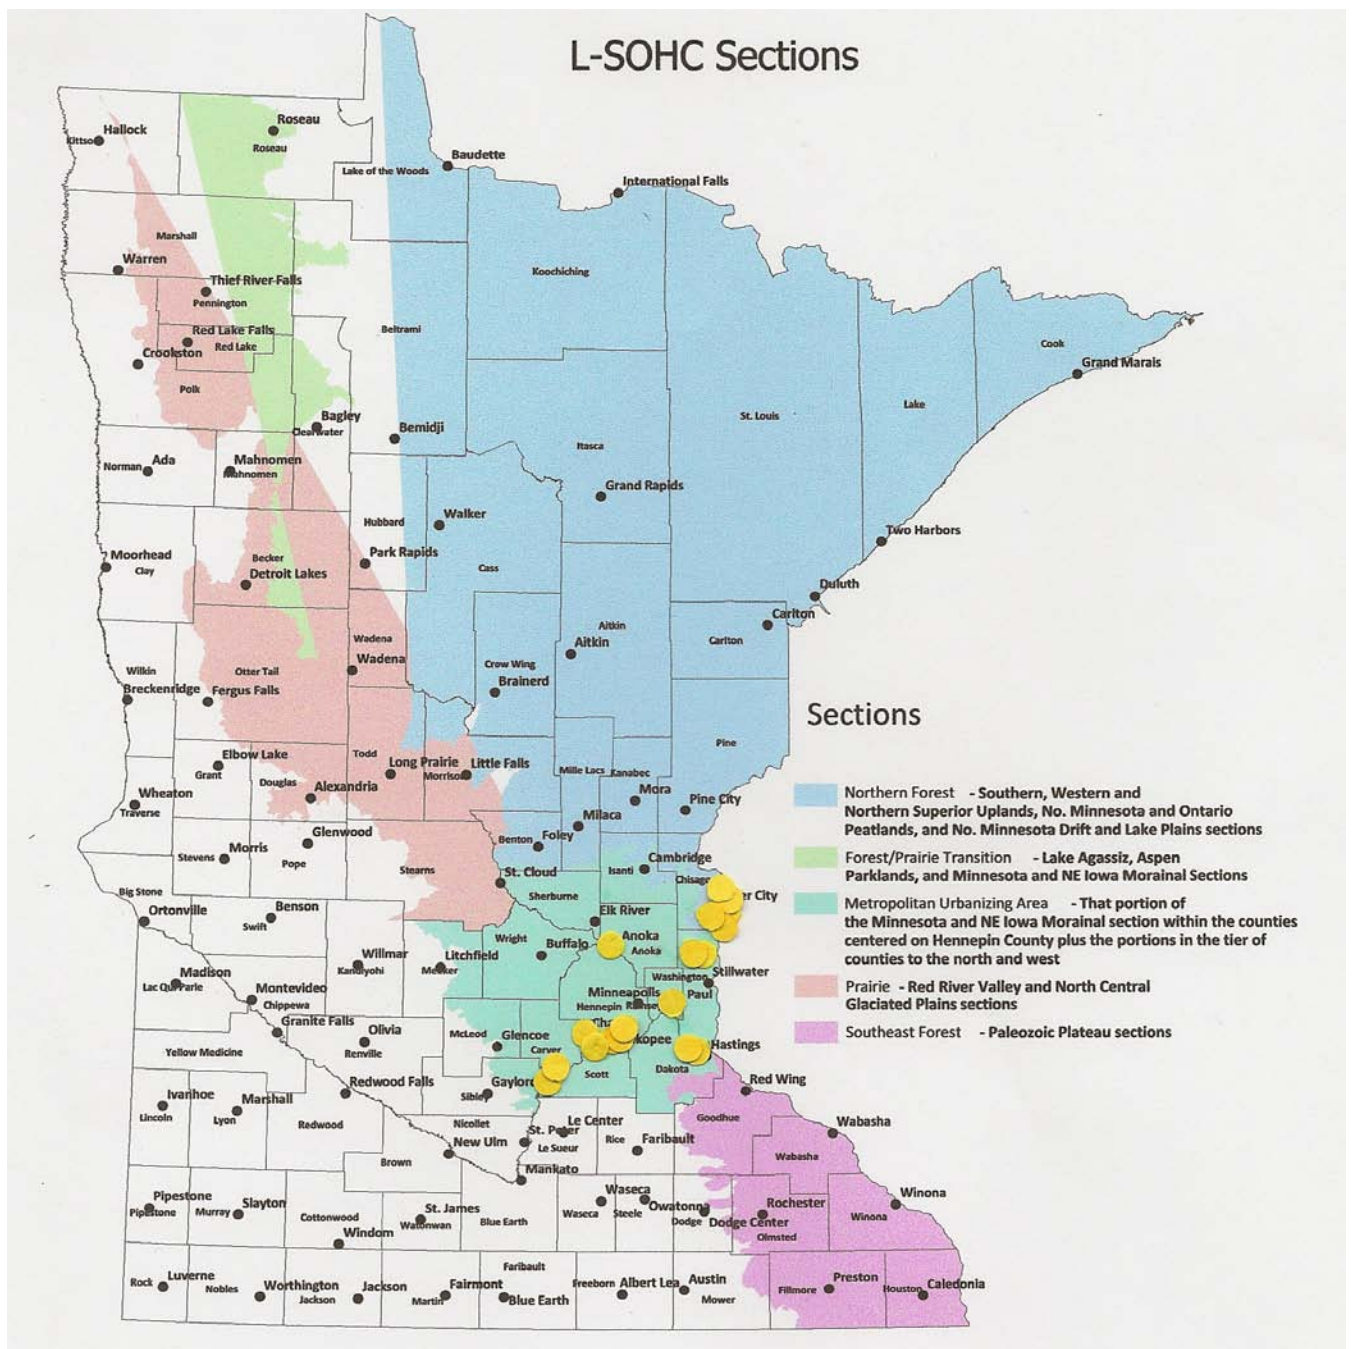 L-SOHC Sections
Roseau
Hallock
Roseau
Baudette
Lake of the Woods
International Falls
Marshall
Warren
Koochiching
Thief River Falls
Pennington
Red Lake Falls
Beltrami
Red Lake
Crookston
Cook
Grand Marais
Polk
Lake
St. Louis
Bagley
Clearwater
Bemidji
Itasca
Norman
Ada
Mahnomen
Mahnomen
Grand Rapids
Walker
Hubbard
Two Harbors
Moorhead
Clay
Becker
Detroit Lakes
Park Rapids
Cass
Duluth
Carlton
Aitkin
Aitkin
Carlton
Wadena
Wadena
Wilkin
Otter Tail
Crow Wing
Brainerd
Breckenridge
Fergus Falls
Sections
Pine
Elbow Lake
Grant
Todd
Long Prairie
Morrison
Little Falls
Mille Lacs
Kanabec
Douglas
Alexandria
Mora
Pine City
Wheaton
Traverse
Northern Forest - Southern, Western and
Northern Superior Uplands, No. Minnesota and Ontario
Peatlands, and No. Minnesota Drift and Lake Plains sections
Milaca
Glenwood
Benton
Foley
Morris
Stevens
Pope
Stearns
St. Cloud
Isanti
Cambridge
Forest/Prairie Transition - Lake Agassiz, Aspen
Parklands, and Minnesota and NE Iowa Morainal Sections
Big Stone
Sherburne
er City
Metropolitan Urbanizing Area - That portion of
the Minnesota and NE Iowa Morainal section within the counties
centered on Hennepin County plus the portions in the tier of
counties to the north and west
Ortonville
Benson
Swift
Elk River
Wright
Buffalo
Anoka
Anoka
Willmar
Kandiyohi
Litchfield
Meeker
Madison
Lac Qui Parle
Montevideo
Chippewa
Washington
Stillwater
Minneapolis
Hennepin
Paul
Prairie - Red River Valley and North Central
Glaciated Plains sections
Granite Falls
Olivia
Renville
McLeod
Glencoe
Carver
kopee
Hastings
Southeast Forest - Paleozoic Plateau sections
Yellow Medicine
Scott
Dakota
Redwood Falls
Sibley
Red Wing
Ivanhoe
Lincoln
Marshall
Lyon
Redwood
Nicollet
New Ulm
St. Peter
Le Center
Le Sueur
Rice
Faribault
Goodhue
Wabasha
Wabasha
Brown
Mankato
Pipestone
Pipestone
Murray
Slayton
Cottonwood
Windom
St. James
Watonwan
Blue Earth
Waseca
Waseca
Steele
Owatonna
Dodge
Dodge Center
Rochester
Olmsted
Winona
Winona
Rock
Luverne
Nobles
Worthington
Jackson
Jackson
Fairmont
Martin
Faribault
Blue Earth
Freeborn
Albert Lea
Austin
Mower
Fillmore
Preston
Houston
Caledonia